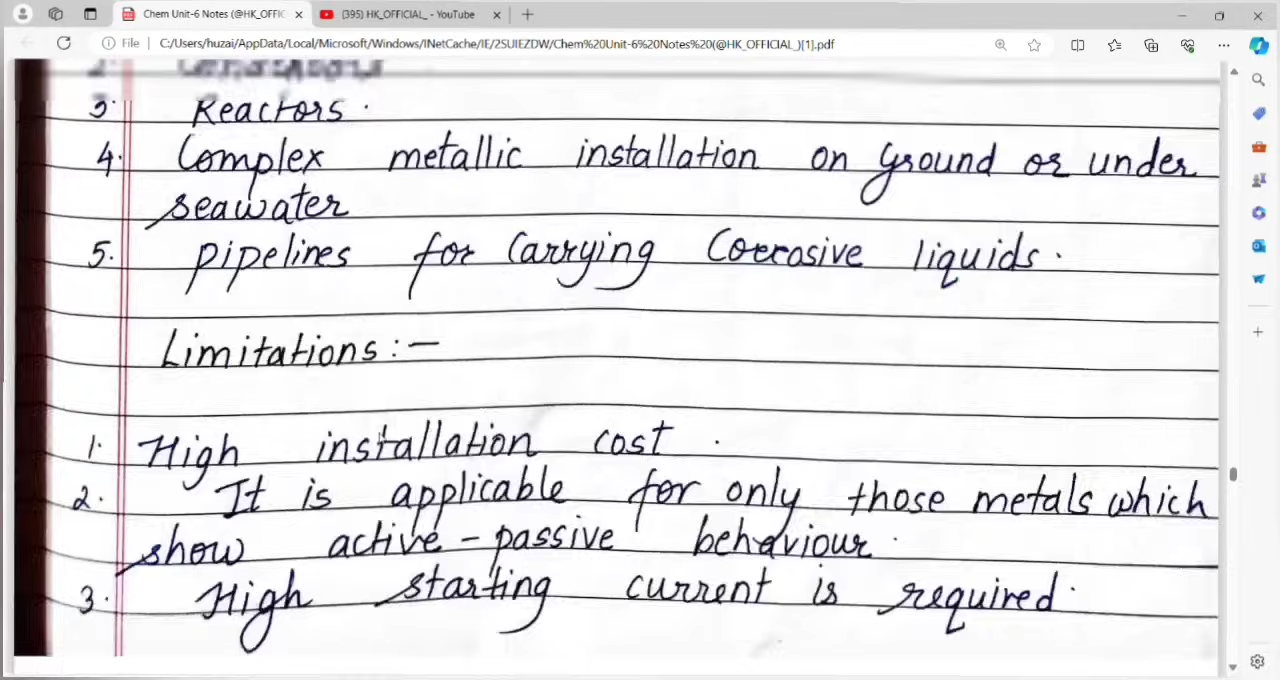 Chem Unit-6 Notes (@HK_OFFIC
(395) HK_OFFICIAL_ - YouTube
File
C:/Users/huzai/AppData/Local/Microsoft/Windows/INetCache/IE/2SUIEZDW/Chem%20Unit-6%20Notes%20(@HK_OFFICIAL_)[1].pdf
3. Reactors.
4. Complex metallic installation on ground or under
seawater
5. pipelines for carrying Corrosive liquids.
Limitations :-
1. High installation cost.
2. It is applicable for only those metals which
show active - passive behaviour.
3. High starting current is required.